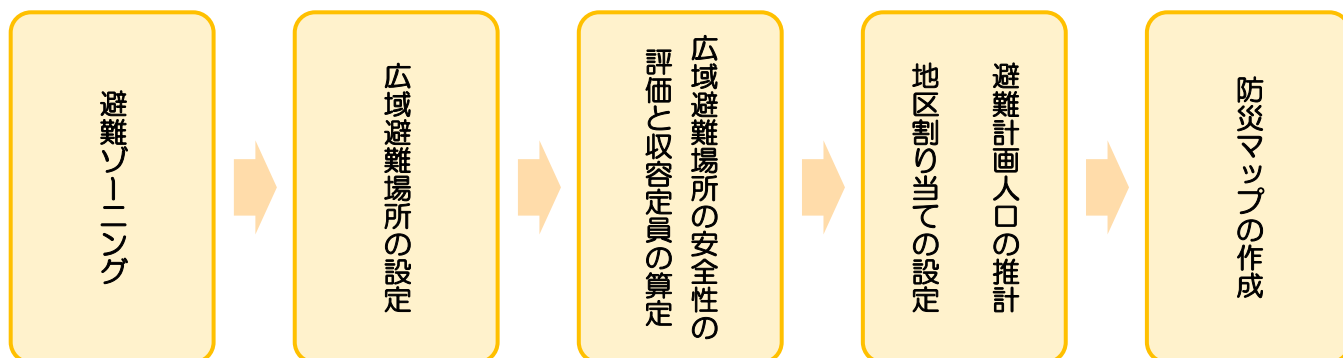 避難ゾーニング
広域避難場所の設定
広域避難場所の安全性の
評価と収容定員の算定
避難計画人口の推計
地区割り当ての設定
防災マップの作成